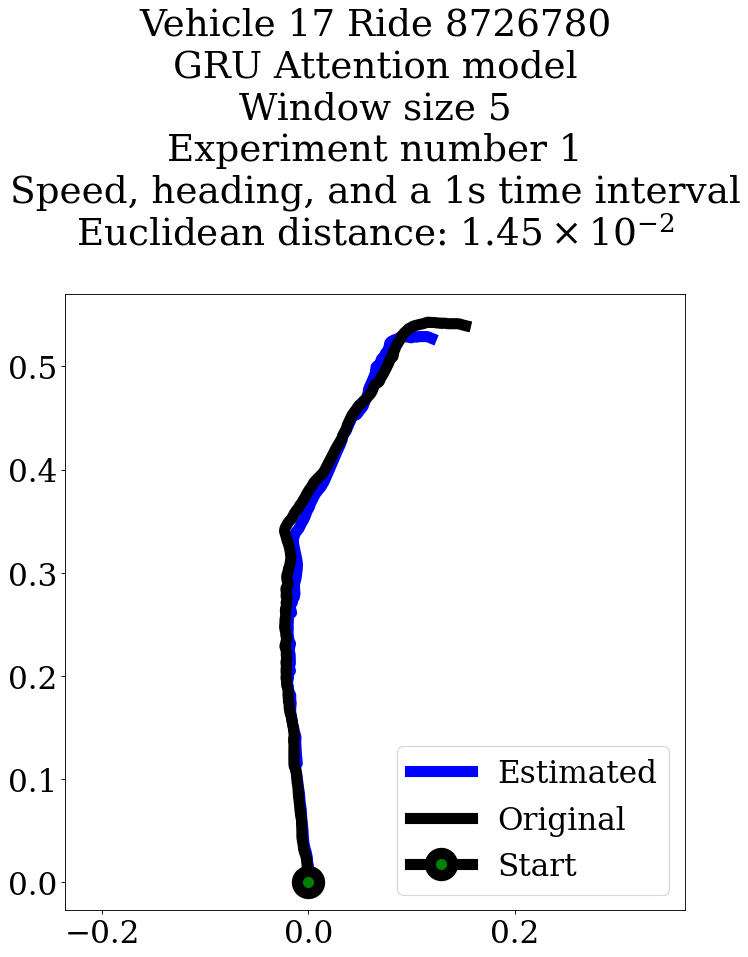 Vehicle 17 Ride 8726780
GRU Attention model
Window size 5
Experiment number 1
Speed, heading, and a 1s time interval
Euclidean distance: 1.45 × 10⁻²
0.5
0.4
0.3
0.2
0.1
0.0
Estimated
Original
Start
−0.2 0.0 0.2